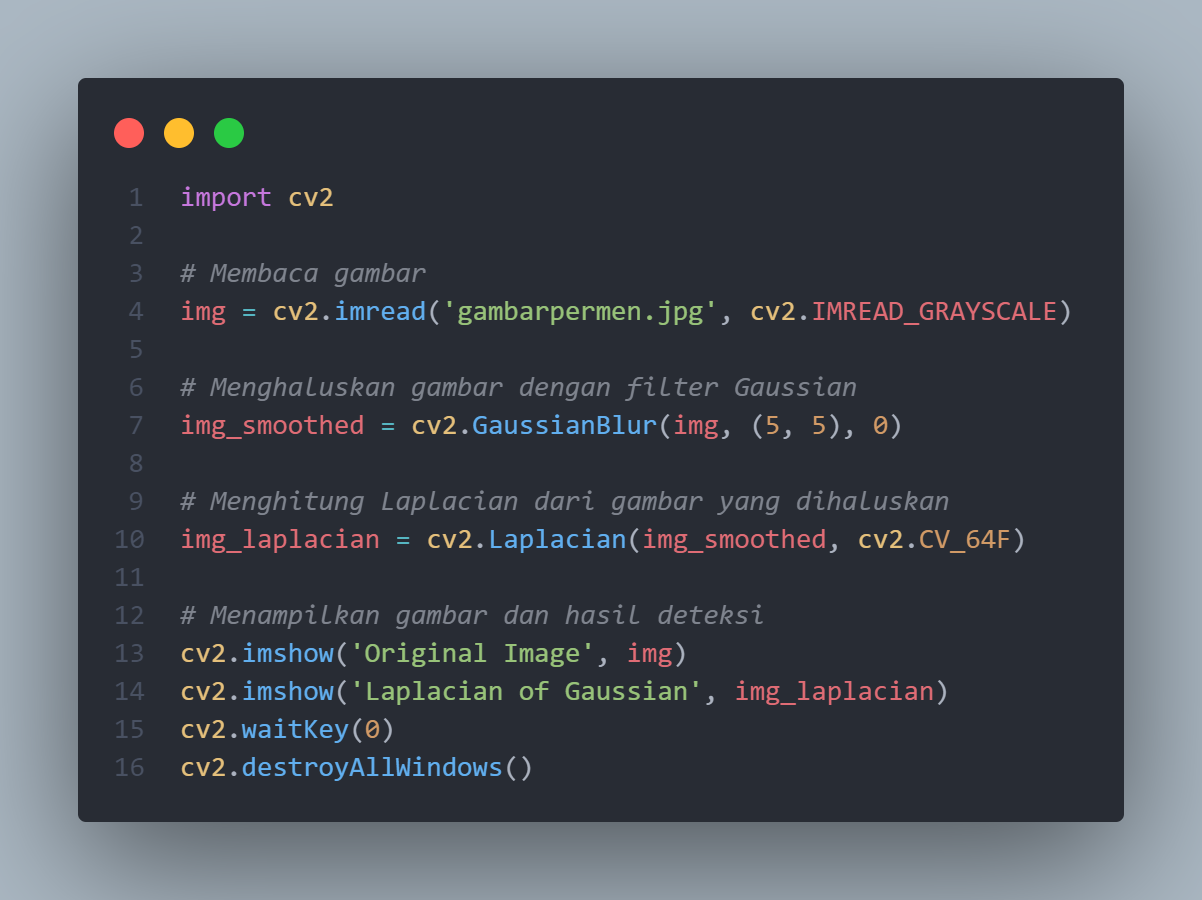 1 import cv2
2
3 # Membaca gambar
4 img = cv2.imread('gambarpermen.jpg', cv2.IMREAD_GRAYSCALE)
5
6 # Menghaluskan gambar dengan filter Gaussian
7 img_smoothed = cv2.GaussianBlur(img, (5, 5), 0)
8
9 # Menghitung Laplacian dari gambar yang dihaluskan
10 img_laplacian = cv2.Laplacian(img_smoothed, cv2.CV_64F)
11
12 # Menampilkan gambar dan hasil deteksi
13 cv2.imshow('Original Image', img)
14 cv2.imshow('Laplacian of Gaussian', img_laplacian)
15 cv2.waitKey(0)
16 cv2.destroyAllWindows()